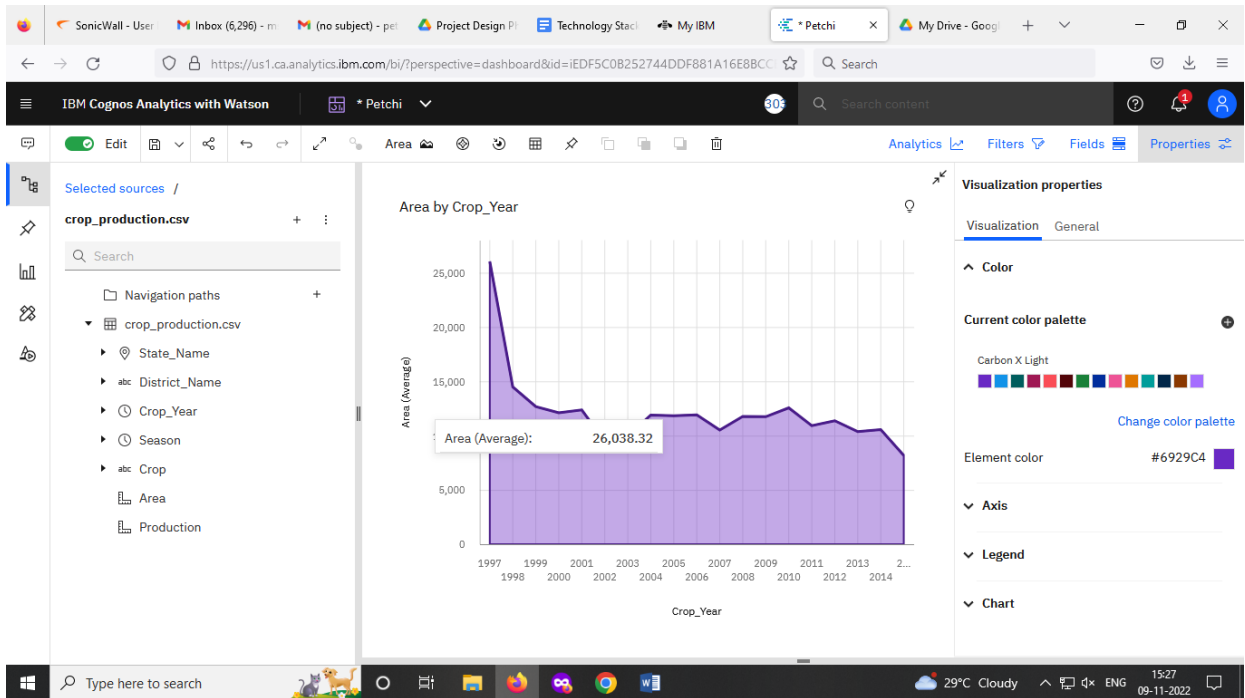 SonicWall - User
Inbox (6,296) - m
(no subject) - pet
Project Design Ph
Technology Stack
My IBM
* Petchi
My Drive - Googl
https://us1.ca.analytics.ibm.com/bi/?perspective=dashboard&id=iEDF5C0B252744DDF881A16E8BCC
Search
IBM Cognos Analytics with Watson
* Petchi
303
Search content
1
Edit
Area
Analytics
Filters
Fields
Properties
Selected sources /
crop_production.csv
Search
Navigation paths
crop_production.csv
State_Name
abc District_Name
Crop_Year
Season
abc Crop
Area
Production
Area by Crop_Year
Area (Average)
25,000
20,000
15,000
5,000
0
Area (Average): 26,038.32
1997 1999 2001 2003 2005 2007 2009 2011 2013 2...
1998 2000 2002 2004 2006 2008 2010 2012 2014
Crop_Year
Visualization properties
Visualization General
Color
Current color palette
Carbon X Light
Change color palette
Element color #6929C4
Axis
Legend
Chart
Type here to search
29°C Cloudy
ENG
15:27
09-11-2022